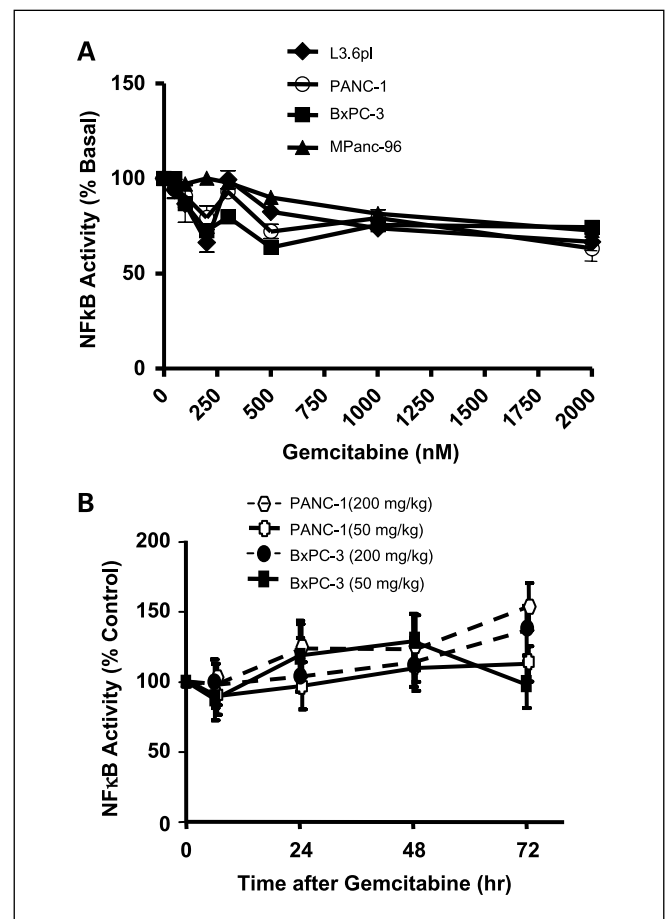 A
L3.6pl
PANC-1
BxPC-3
MPanc-96
150
100
50
0
NFkB Activity (% Basal)
0 250 500 750 1000 1250 1500 1750 2000
Gemcitabine (nM)
B
PANC-1(200 mg/kg)
PANC-1(50 mg/kg)
BxPC-3 (200 mg/kg)
BxPC-3 (50 mg/kg)
200
150
100
50
0
NFκB Activity (% Control)
0 24 48 72
Time after Gemcitabine (hr)